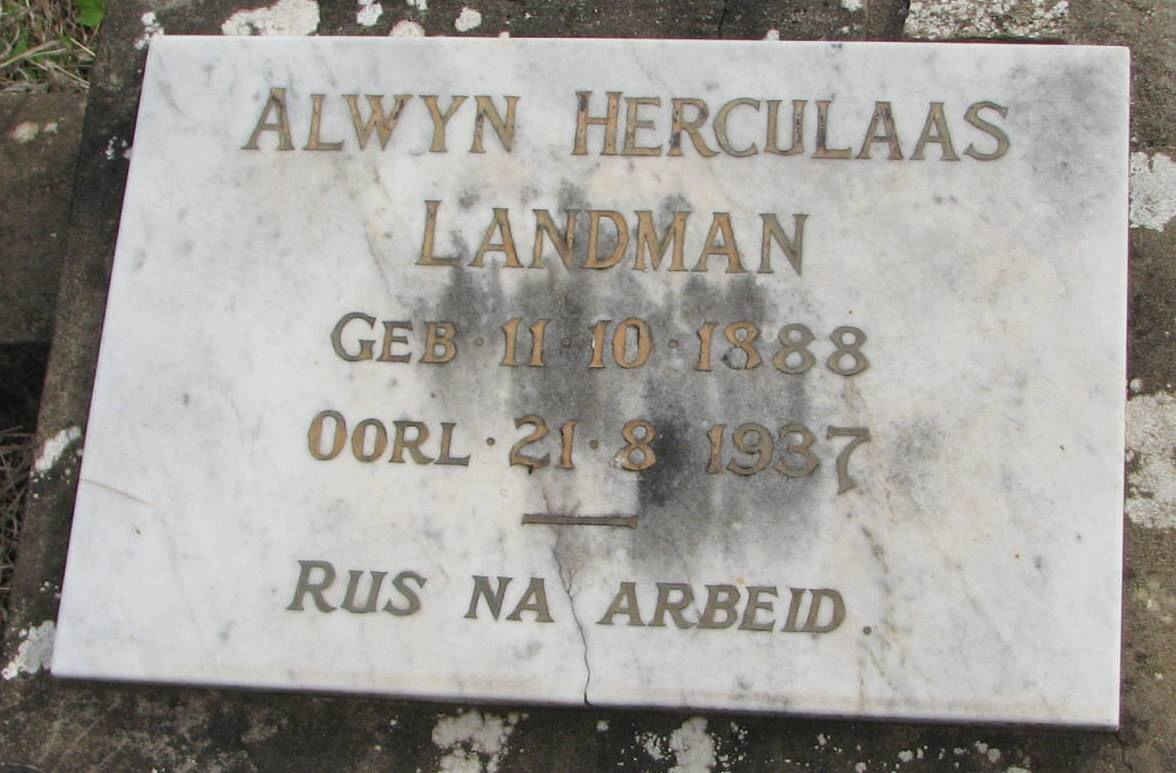 ALWYN HERCULAAS
LANDMAN
GEB · 11 · 10 · 1888
OORL · 21 · 8 · 1937
RUS NA ARBEID.